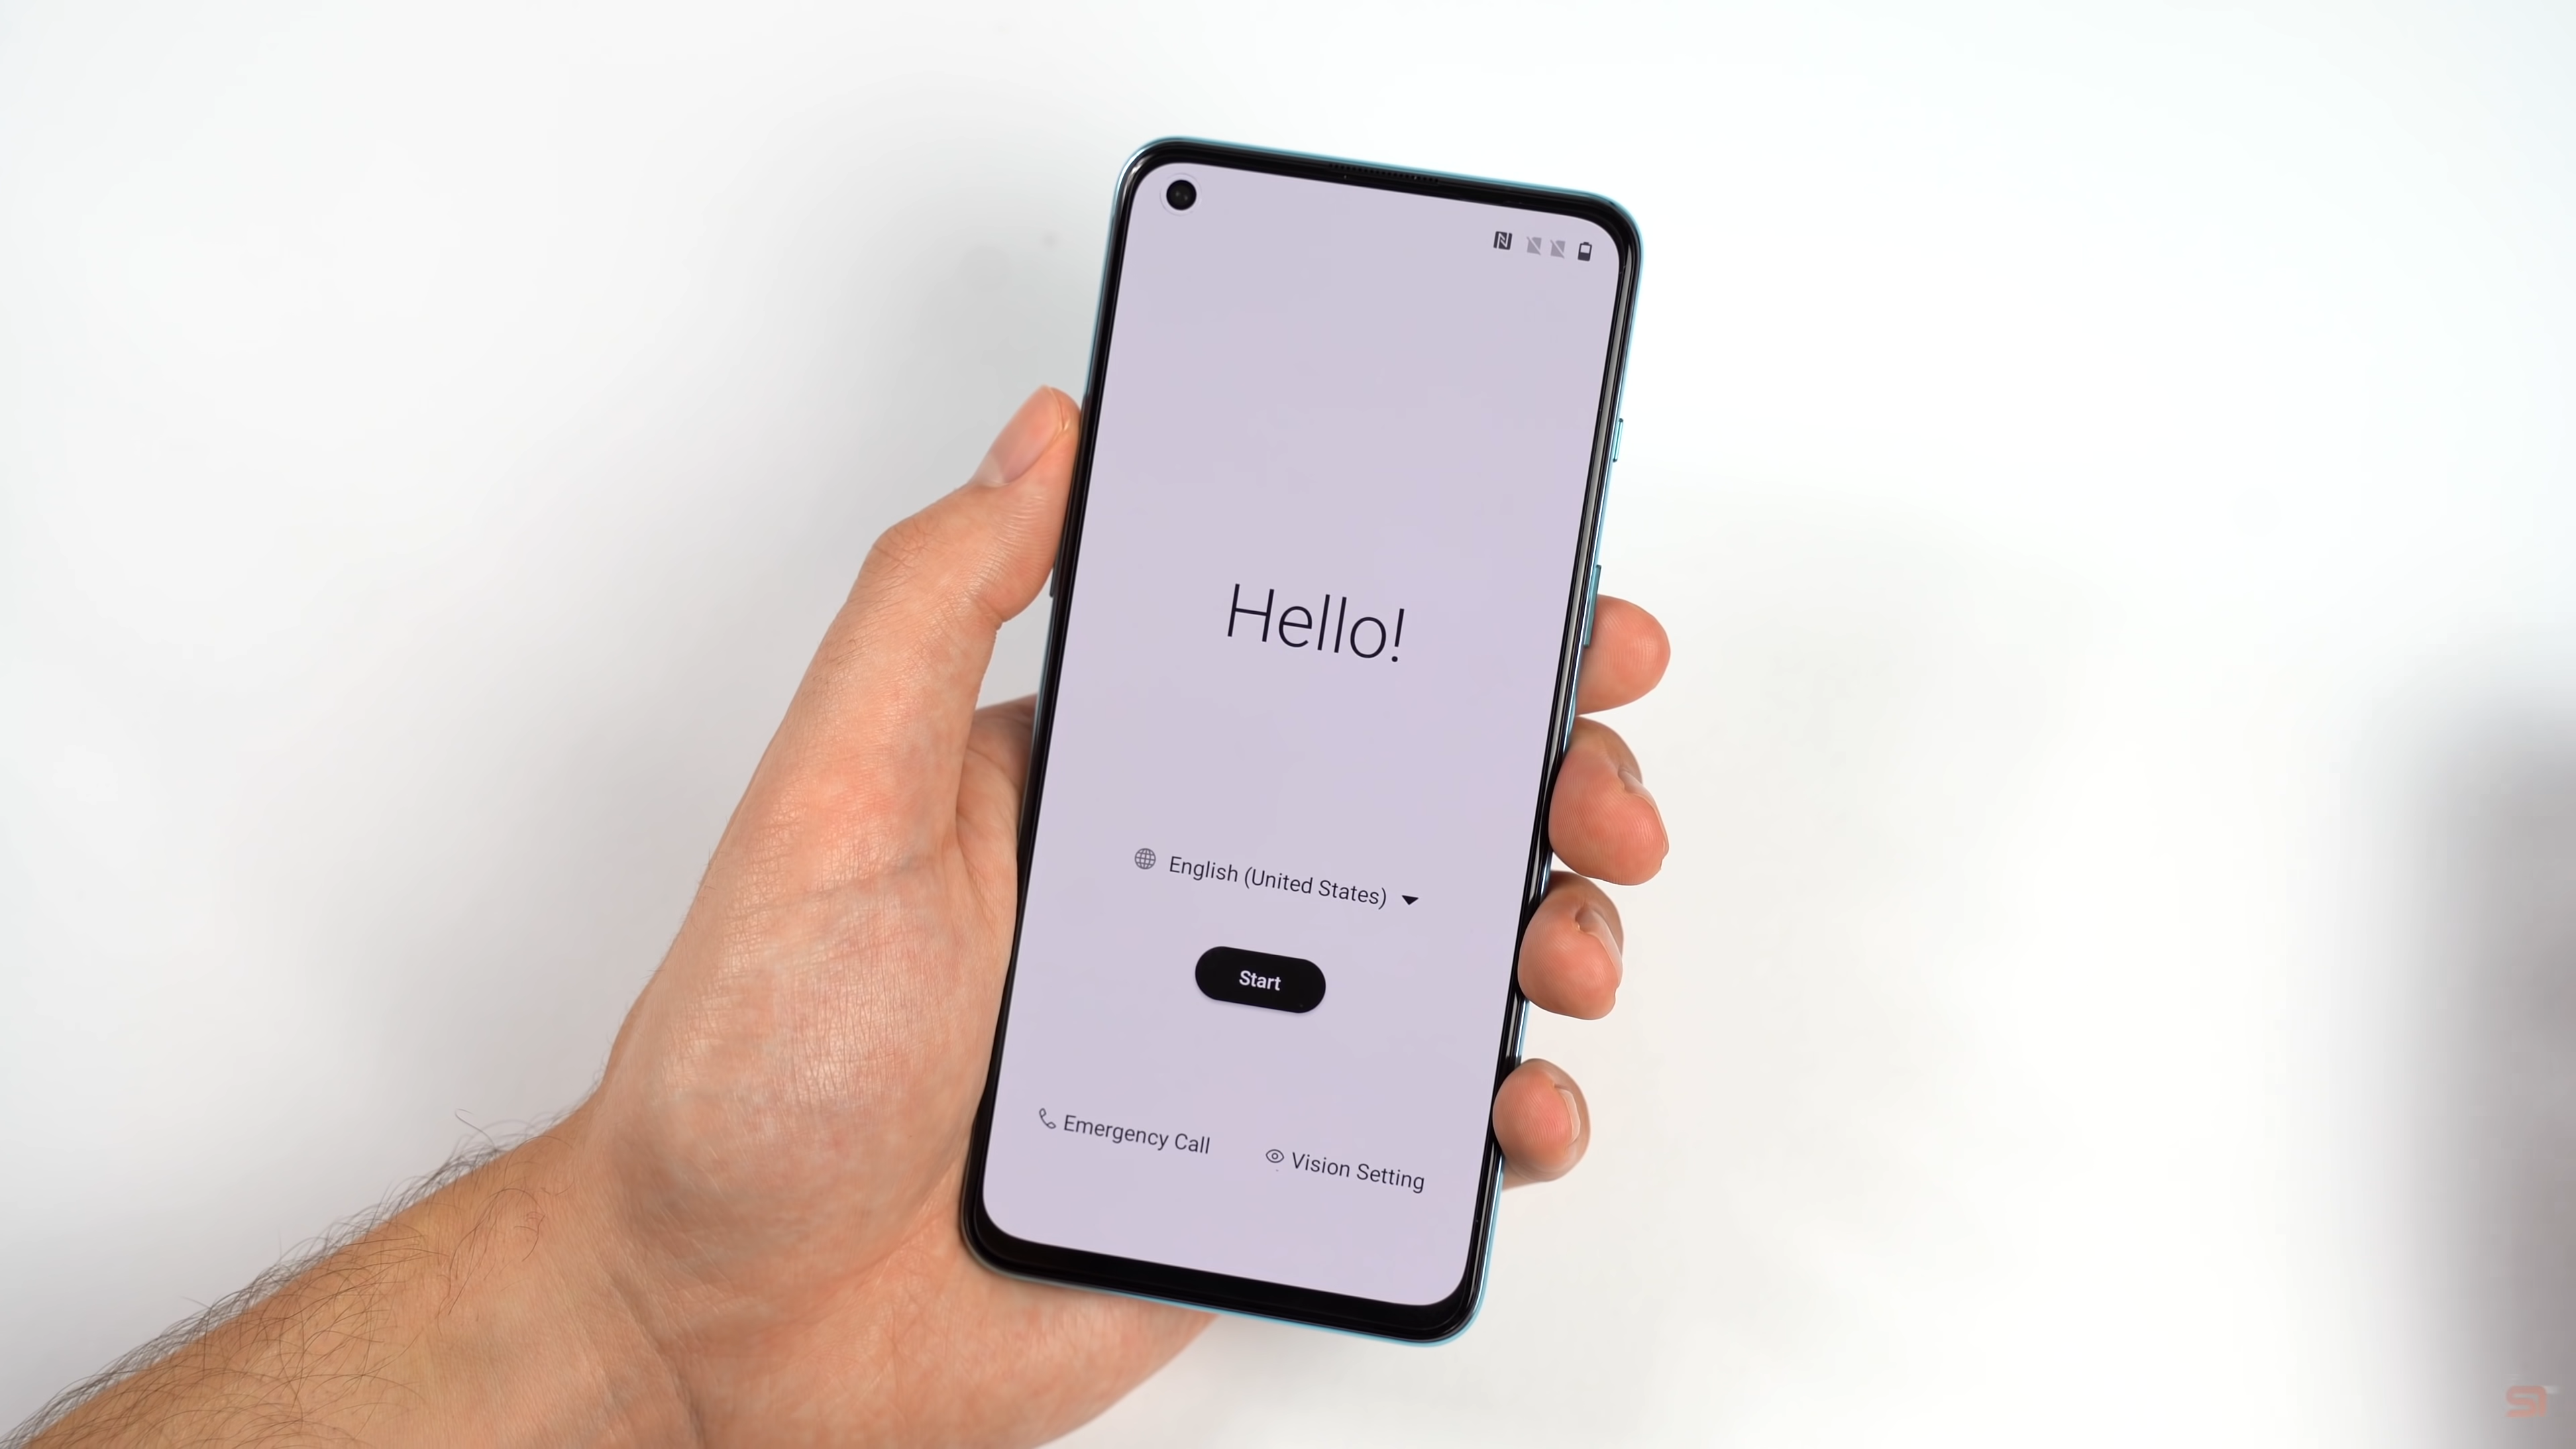 Hello!
English (United States)
Start
Emergency Call
Vision Setting